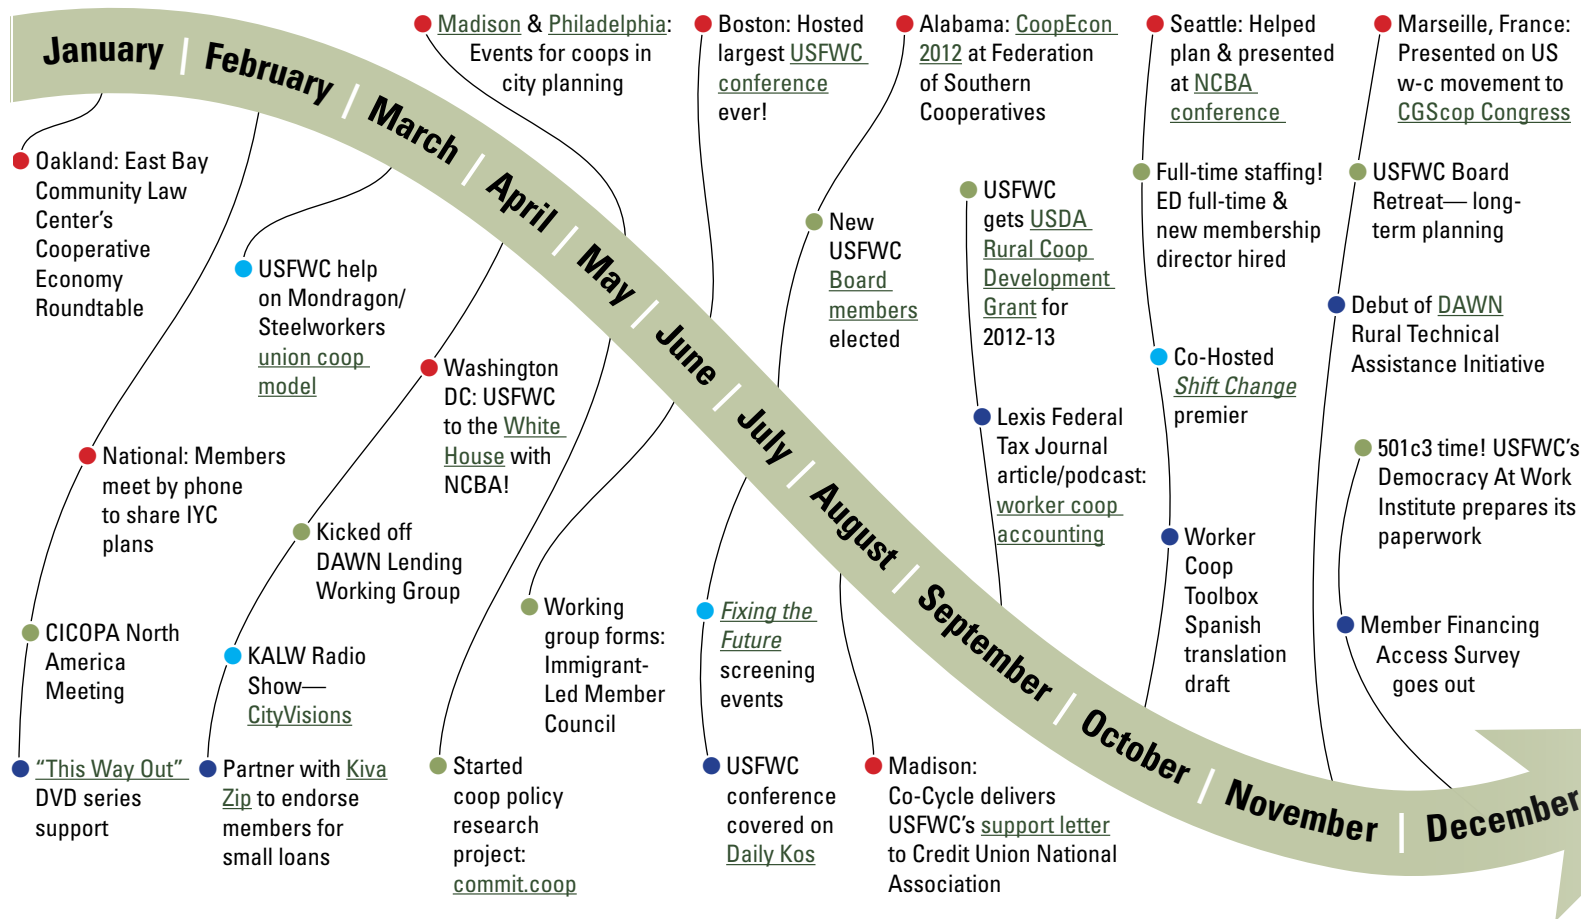 January | February | March | April | May | June | July | August | September | October | November | December
Madison & Philadelphia:
Events for coops in
city planning
Boston: Hosted
largest USFWC
conference
ever!
Alabama: CoopEcon
2012 at Federation
of Southern
Cooperatives
Seattle: Helped
plan & presented
at NCBA
conference
Marseille, France:
Presented on US
w-c movement to
CGScop Congress
Oakland: East Bay
Community Law
Center's
Cooperative
Economy
Roundtable
USFWC help
on Mondragon/
Steelworkers
union coop
model
New
USFWC
Board
members
elected
USFWC
gets USDA
Rural Coop
Development
Grant for
2012-13
Full-time staffing!
ED full-time &
new membership
director hired
USFWC Board
Retreat— long-
term planning
Debut of DAWN
Rural Technical
Assistance Initiative
Washington
DC: USFWC
to the White
House with
NCBA!
Co-Hosted
Shift Change
premier
National: Members
meet by phone
to share IYC
plans
Kicked off
DAWN Lending
Working Group
Lexis Federal
Tax Journal
article/podcast:
worker coop
accounting
501c3 time! USFWC's
Democracy At Work
Institute prepares its
paperwork
Worker
Coop
Toolbox
Spanish
translation
draft
CICOPA North
America
Meeting
KALW Radio
Show—
CityVisions
Working
group forms:
Immigrant-
Led Member
Council
Fixing the
Future
screening
events
Member Financing
Access Survey
goes out
"This Way Out"
DVD series
support
Partner with Kiva
Zip to endorse
members for
small loans
Started
coop policy
research
project:
commit.coop
USFWC
conference
covered on
Daily Kos
Madison:
Co-Cycle delivers
USFWC's support letter
to Credit Union National
Association